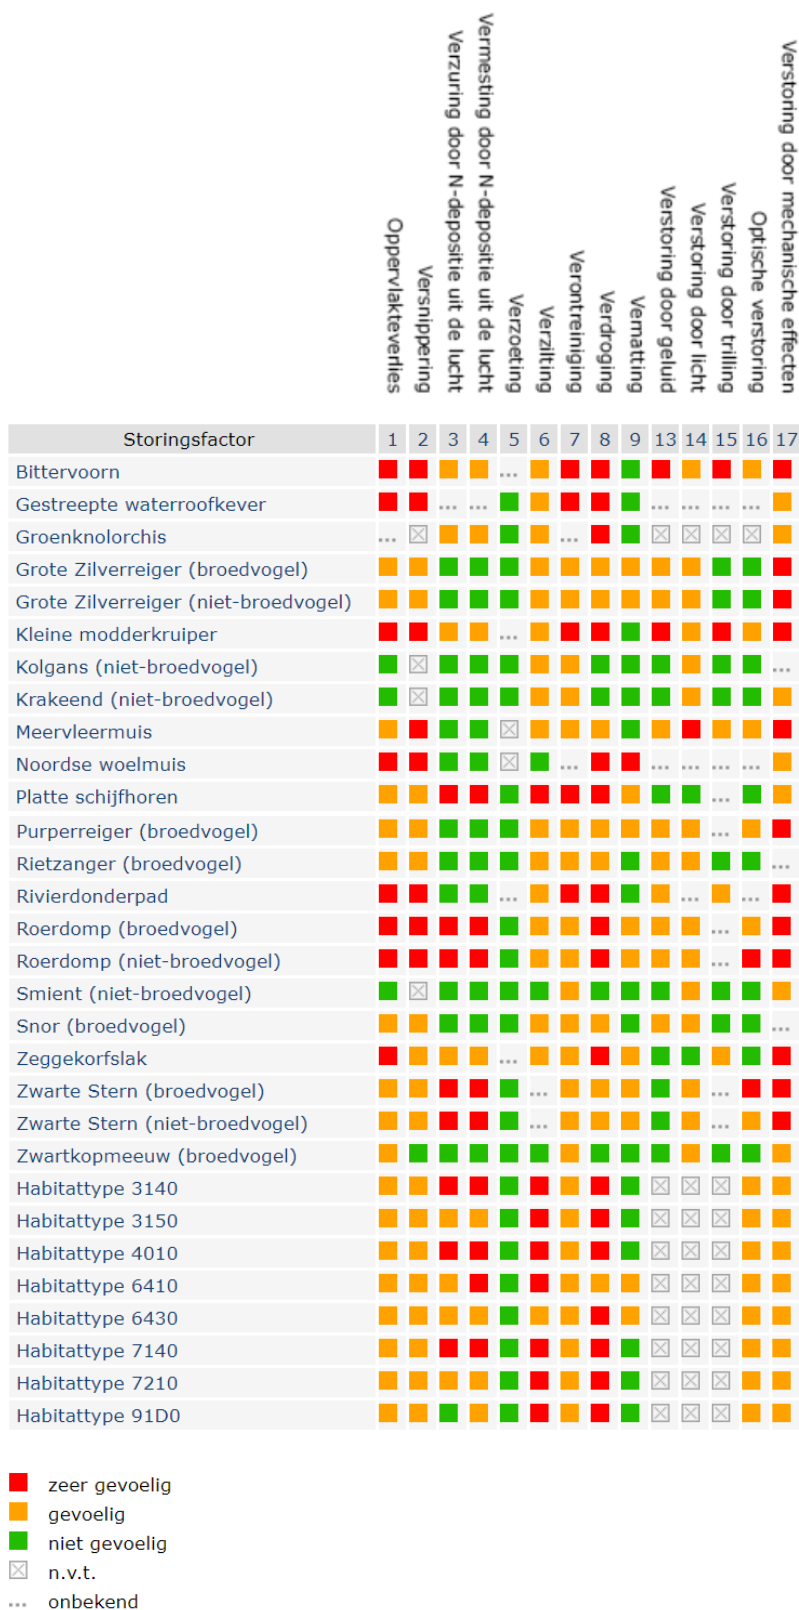 Oppervlakteverlies
Versnippering
Verzuring door N-depositie uit de lucht
Vermesting door N-depositie uit de lucht
Verzoeting
Verzilting
Verontreiniging
Verdroging
Vernatting
Verstoring door geluid
Verstoring door licht
Verstoring door trilling
Optische verstoring
Verstoring door mechanische effecten
Storingsfactor 1 2 3 4 5 6 7 8 9 13 14 15 16 17
Bittervoorn ...
Gestreepte waterroofkever ... ... ... ... ... ...
Groenknolorchis ... ...
Grote Zilverreiger (broedvogel)
Grote Zilverreiger (niet-broedvogel)
Kleine modderkruiper ...
Kolgans (niet-broedvogel) ...
Krakeend (niet-broedvogel)
Meervleermuis
Noordse woelmuis ... ... ... ... ...
Platte schijfhoren ...
Purperreiger (broedvogel) ...
Rietzanger (broedvogel) ...
Rivierdonderpad ... ... ...
Roerdomp (broedvogel) ...
Roerdomp (niet-broedvogel) ...
Smient (niet-broedvogel)
Snor (broedvogel) ...
Zeggekorfslak ...
Zwarte Stern (broedvogel) ... ...
Zwarte Stern (niet-broedvogel) ... ...
Zwartkopmeeuw (broedvogel)
Habitattype 3140
Habitattype 3150
Habitattype 4010
Habitattype 6410
Habitattype 6430
Habitattype 7140
Habitattype 7210
Habitattype 91D0
zeer gevoelig
gevoelig
niet gevoelig
n.v.t.
... onbekend